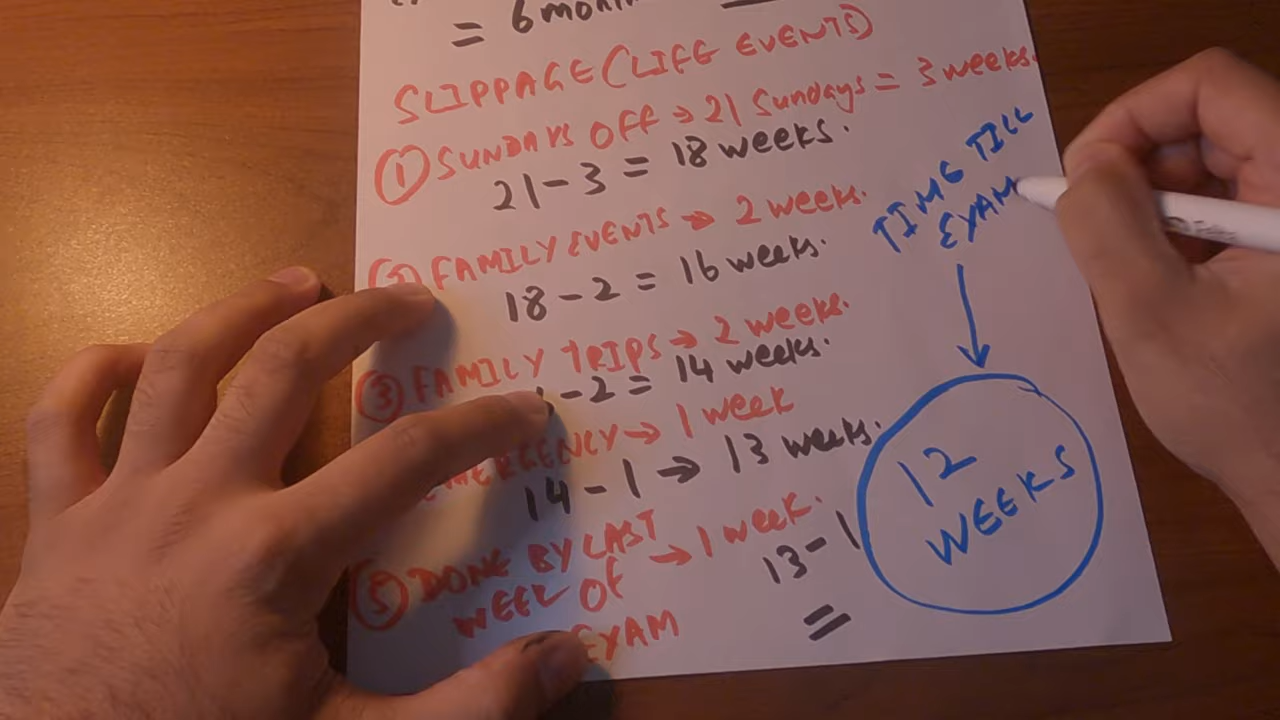 = 6
SLIPPAGE (LIFE EVENTS)
① SUNDAYS OFF → 21 Sundays = 3 weeks.
21 - 3 = 18 weeks.
FAMILY EVENTS → 2 weeks.
18 - 2 = 16 weeks.
③ FAMILY TRIPS → 2 weeks.
- 2 = 14 weeks.
→ 1 week
14 - 1 → 13 weeks.
⑤ DONE BY LAST
WEEK OF
EXAM
→ 1 week.
13 - 1
=
TIME TILL
EXAM
12
WEEKS